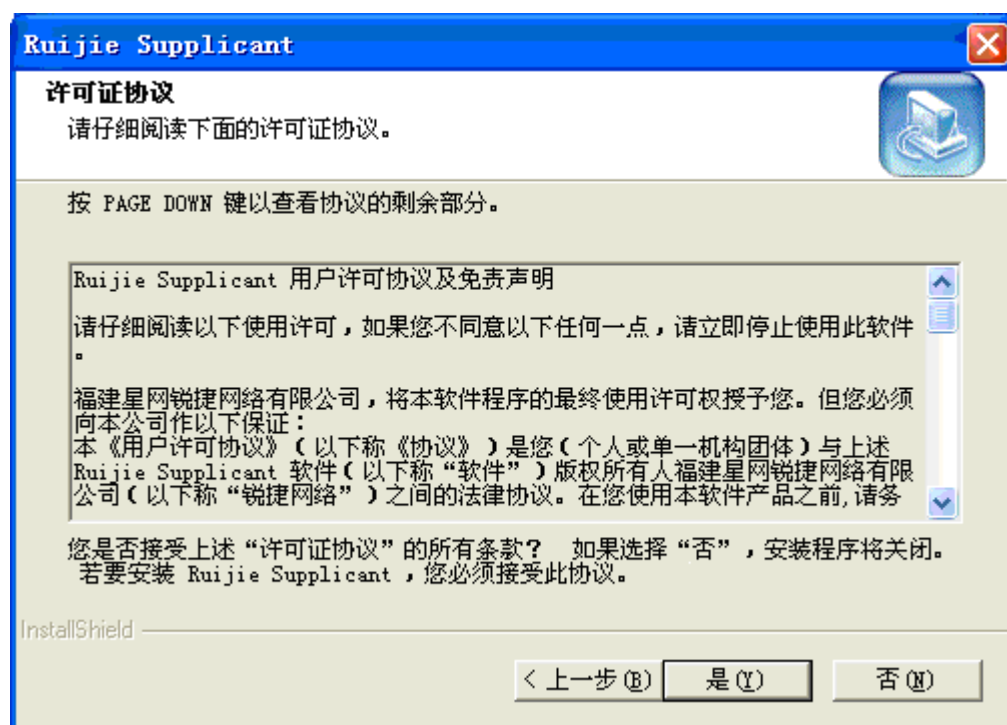 Ruijie Supplicant
许可证协议
请仔细阅读下面的许可证协议。
按 PAGE DOWN 键以查看协议的剩余部分。
Ruijie Supplicant 用户许可协议及免责声明
请仔细阅读以下使用许可，如果您不同意以下任何一点，请立即停止使用此软件
。
福建星网锐捷网络有限公司，将本软件程序的最终使用许可权授予您。但您必须
向本公司作以下保证：
本《用户许可协议》（以下称《协议》）是您（个人或单一机构团体）与上述
Ruijie Supplicant 软件（以下称“软件”）版权所有人福建星网锐捷网络有限
公司（以下称“锐捷网络”）之间的法律协议。在您使用本软件产品之前,请务
您是否接受上述“许可证协议”的所有条款？ 如果选择“否”，安装程序将关闭。
若要安装 Ruijie Supplicant ，您必须接受此协议。
InstallShield
< 上一步(B) 是(Y) 否(N)